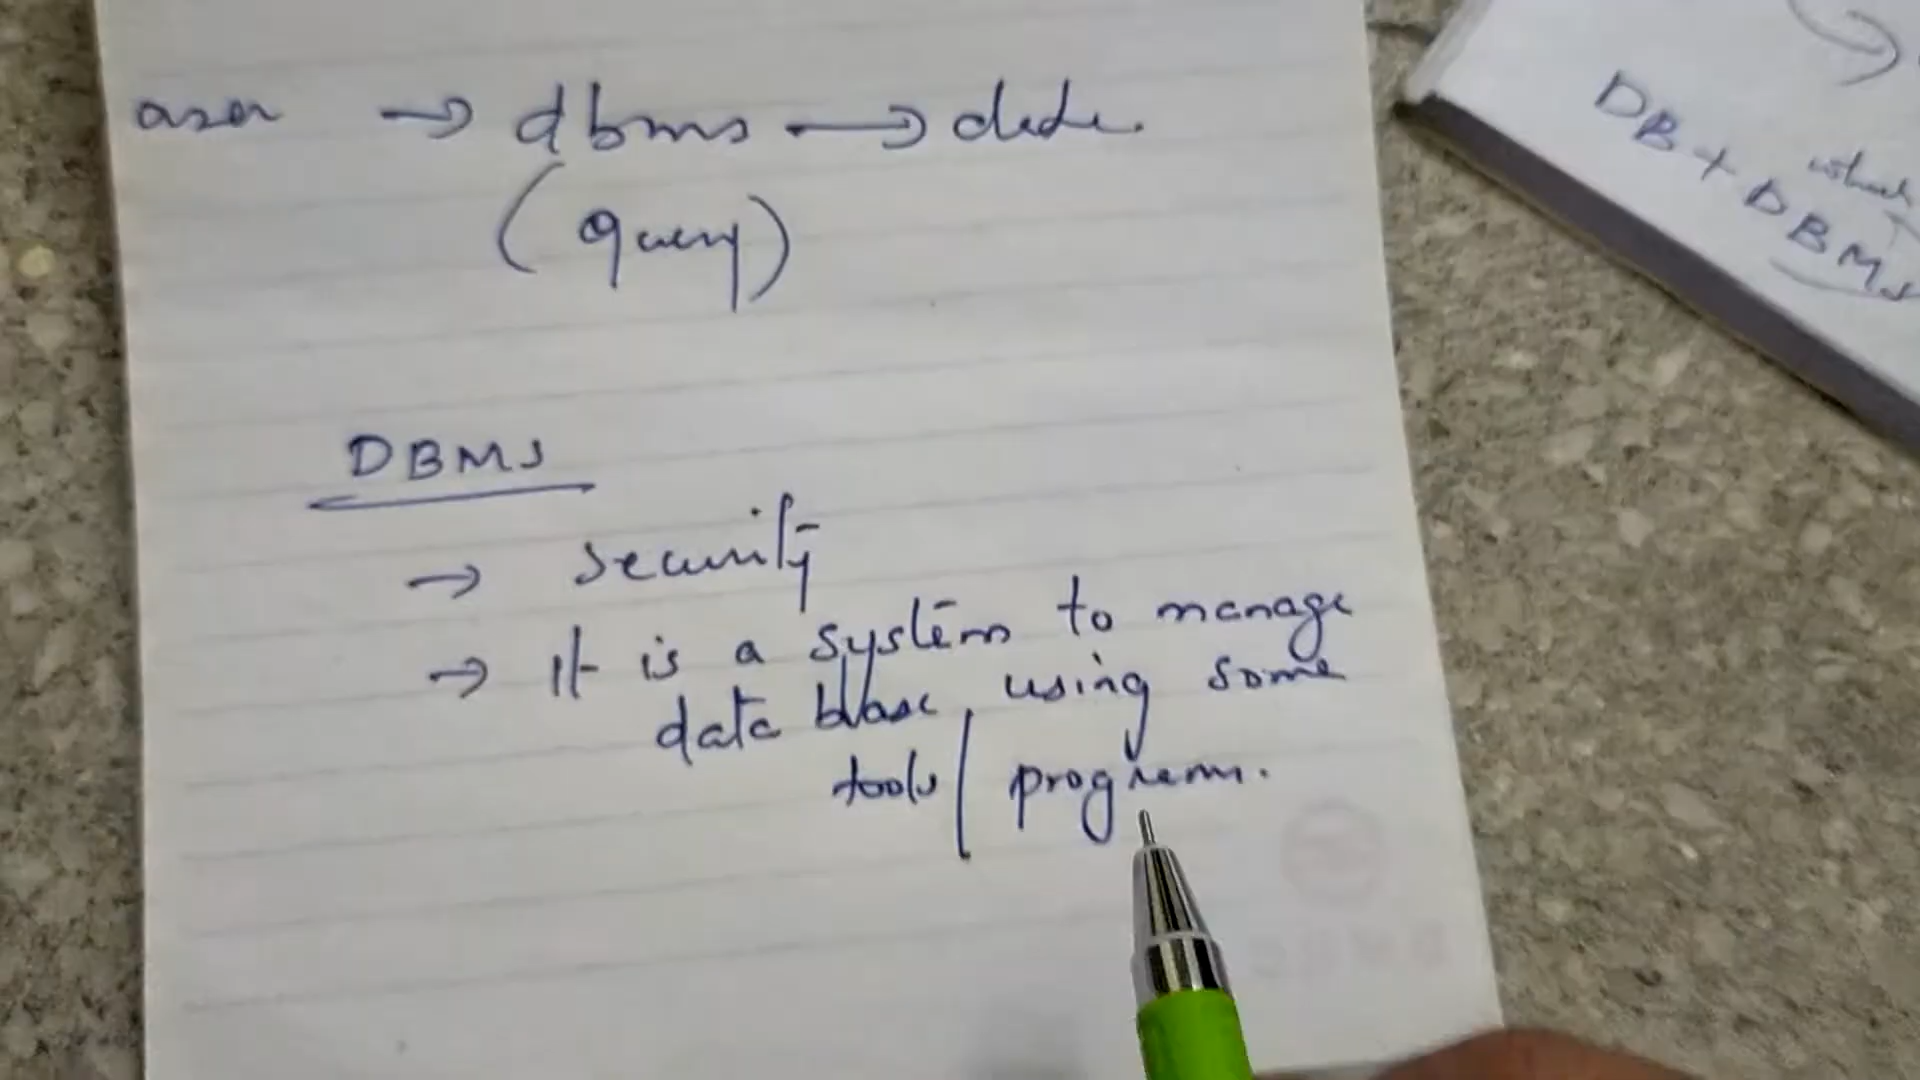 user → dbms → data.
(query)
DBMS
→ security
→ It is a system to manage
data base using some
tools / program.
DB + DBMS